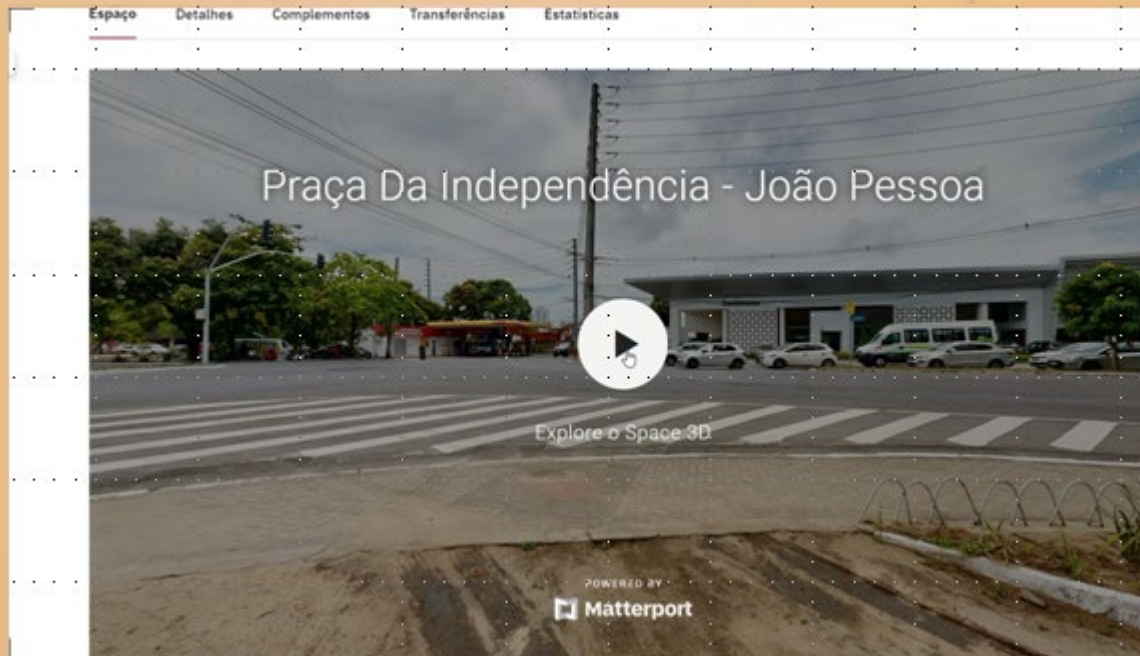 Espaço Detalhes Complementos Transferências Estatísticas
Praça Da Independência - João Pessoa
Explore o Space 3D
POWERED BY
Matterport